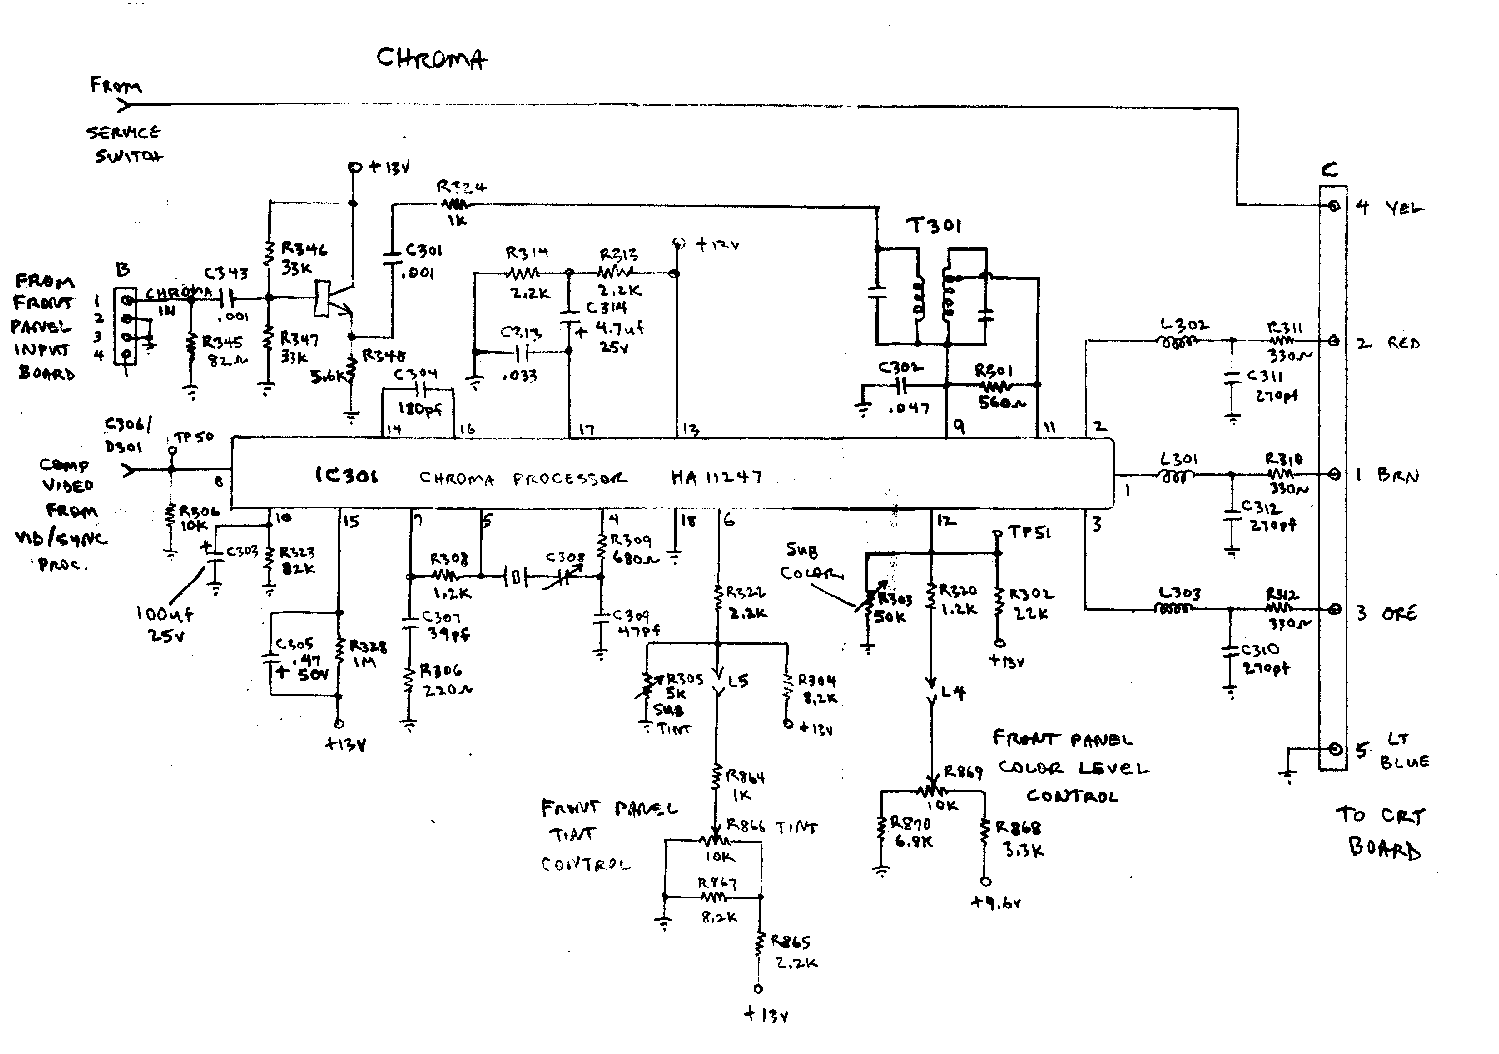 CHROMA
FROM
SERVICE
SWITCH
+13V
R324
1K
C
4 YEL
T301
R346
33K
C301
.001
R314
2.2K
R313
2.2K
+12V
B
FROM
FRONT
PANEL
INPUT
BOARD
1
2
3
4
CHROMA
IN
C343
.001
R345
82Ω
R347
33K
5.6K
C314
+ 4.7uf
25V
C313
.033
L302
R311
330Ω
2 RED
C311
270pf
C304
180pf
C302
.047
R301
560Ω
14
16
17
13
9
11
2
C306/
D301
TP50
COMP
VIDEO
FROM
VID/SYNC
PROC.
8
IC301 CHROMA PROCESSOR HA 11247
1
L301
R310
330Ω
1 BRN
C312
270pf
R306
10K
10
15
7
5
4
18
6
12
3
+ C303
100uf
25V
R323
82K
R308
1.2K
C308
R309
680Ω
SUB
COLOR
TP51
R303
50K
R320
1.2K
R302
22K
+13V
L303
R312
330Ω
3 ORE
C310
270pf
C305
+ .47
50V
R328
1M
+13V
C307
39pf
R306
220Ω
C309
47pf
R322
2.2K
R305
5K
SUB
TINT
L5
R304
8.2K
+13V
L4
5 LT
BLUE
FRONT PANEL
COLOR LEVEL
CONTROL
R869
10K
R870
6.8K
R868
3.3K
+9.6V
TO CRT
BOARD
FRONT PANEL
TINT
CONTROL
R864
1K
R866 TINT
10K
R867
8.2K
R865
2.2K
+13V